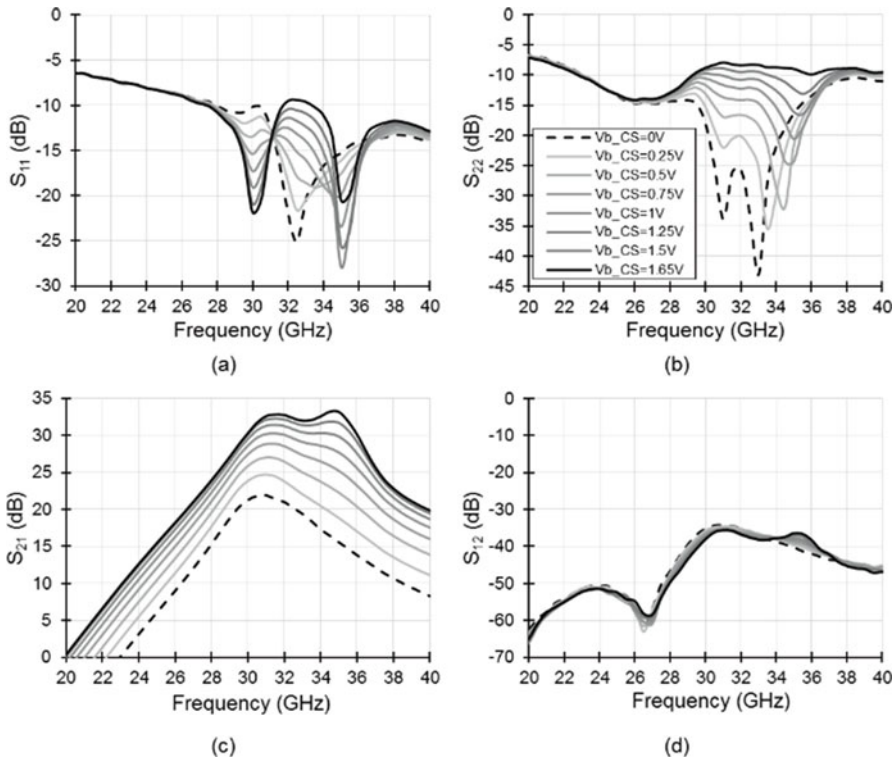 0
-5
-10
-15
-20
-25
-30
S11 (dB)
20 22 24 26 28 30 32 34 36 38 40
Frequency (GHz)
(a)
0
-5
-10
-15
-20
-25
-30
-35
-40
-45
S22 (dB)
Vb_CS=0V
Vb_CS=0.25V
Vb_CS=0.5V
Vb_CS=0.75V
Vb_CS=1V
Vb_CS=1.25V
Vb_CS=1.5V
Vb_CS=1.65V
20 22 24 26 28 30 32 34 36 38 40
Frequency (GHz)
(b)
35
30
25
20
15
10
5
0
S21 (dB)
20 22 24 26 28 30 32 34 36 38 40
Frequency (GHz)
(c)
0
-10
-20
-30
-40
-50
-60
-70
S12 (dB)
20 22 24 26 28 30 32 34 36 38 40
Frequency (GHz)
(d)